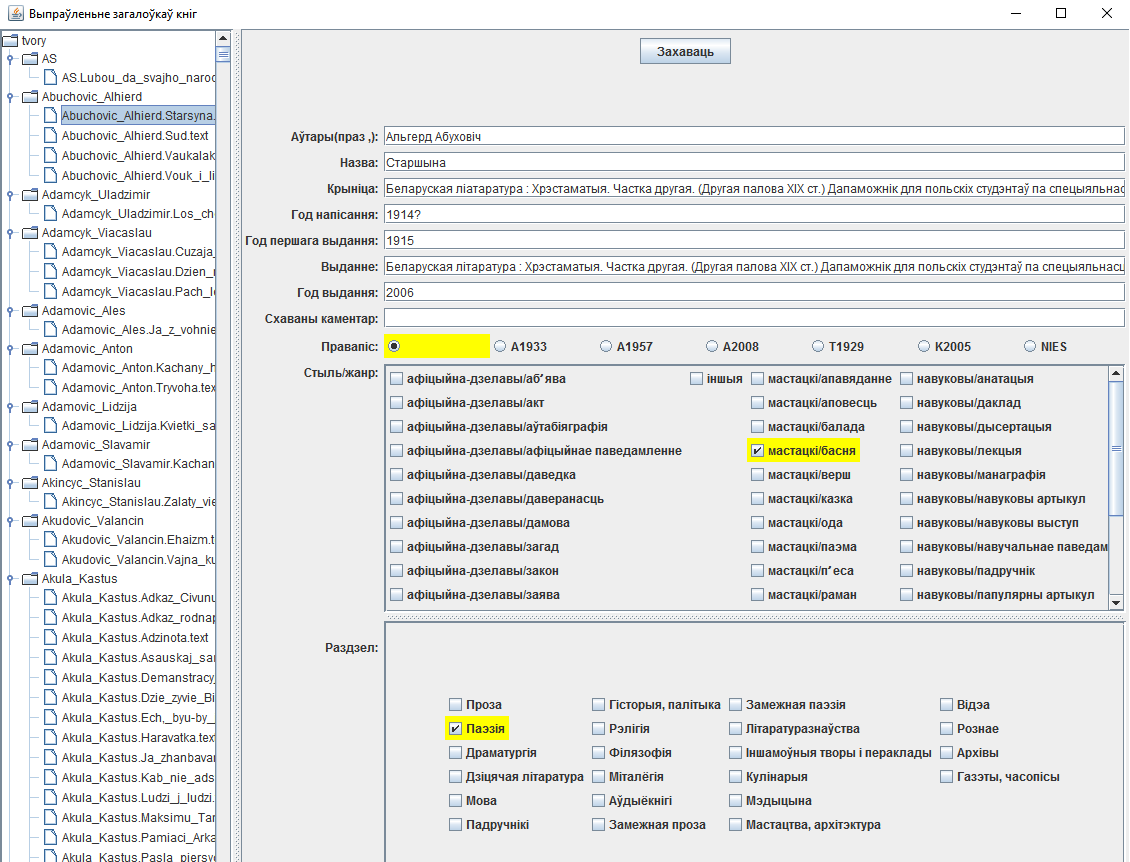 Выпраўленьне загалоўкаў кніг
tvory
AS
AS.Lubou_da_svajho_naroc
Abuchovic_Alhierd
Abuchovic_Alhierd.Starsyna.
Abuchovic_Alhierd.Sud.text
Abuchovic_Alhierd.Vaukalak
Abuchovic_Alhierd.Vouk_i_li
Adamcyk_Uladzimir
Adamcyk_Uladzimir.Los_ch
Adamcyk_Viacaslau
Adamcyk_Viacaslau.Cuzaja_
Adamcyk_Viacaslau.Dzien_
Adamcyk_Viacaslau.Pach_l
Adamovic_Ales
Adamovic_Ales.Ja_z_vohnie
Adamovic_Anton
Adamovic_Anton.Kachany_h
Adamovic_Anton.Tryvoha.tex
Adamovic_Lidzija
Adamovic_Lidzija.Kvietki_sa
Adamovic_Slavamir
Adamovic_Slavamir.Kachan
Akincyc_Stanislau
Akincyc_Stanislau.Zalaty_vie
Akudovic_Valancin
Akudovic_Valancin.Ehaizm.t
Akudovic_Valancin.Vajna_ku
Akula_Kastus
Akula_Kastus.Adkaz_Civunu
Akula_Kastus.Adkaz_rodnap
Akula_Kastus.Adzinota.text
Akula_Kastus.Asauskaj_sa
Akula_Kastus.Demanstracy
Akula_Kastus.Dzie_zyvie_Bi
Akula_Kastus.Ech,_byu-by_
Akula_Kastus.Haravatka.tex
Akula_Kastus.Ja_zhanbava
Akula_Kastus.Kab_nie_ads
Akula_Kastus.Ludzi_j_ludzi.
Akula_Kastus.Maksimu_Ta
Akula_Kastus.Pamiaci_Arka
Akula_Kastus.Pasla_piersy
Захаваць
Аўтары(праз ,): Альгерд Абуховіч
Назва: Старшына
Крыніца: Беларуская ліатаратура : Хрэстаматыя. Частка другая. (Другая палова XIX ст.) Дапаможнік для польскіх студэнтаў па спецыяльнас
Год напісання: 1914?
Год першага выдання: 1915
Выданне: Беларуская літаратура : Хрэстаматыя. Частка другая. (Другая палова XIX ст.) Дапаможнік для польскіх студэнтаў па спецыяльнасц
Год выдання: 2006
Схаваны каментар:
Правапіс: A1933 A1957 A2008 T1929 K2005 NIES
Стыль/жанр:
афіцыйна-дзелавы/аб'ява іншыя мастацкі/апавяданне навуковы/анатацыя
афіцыйна-дзелавы/акт мастацкі/аповесць навуковы/даклад
афіцыйна-дзелавы/аўтабіяграфія мастацкі/балада навуковы/дысертацыя
афіцыйна-дзелавы/афіцыйнае паведамленне мастацкі/басня навуковы/лекцыя
афіцыйна-дзелавы/даведка мастацкі/верш навуковы/манаграфія
афіцыйна-дзелавы/даверанасць мастацкі/казка навуковы/навуковы артыкул
афіцыйна-дзелавы/дамова мастацкі/ода навуковы/навуковы выступ
афіцыйна-дзелавы/загад мастацкі/паэма навуковы/навучальнае паведам
афіцыйна-дзелавы/закон мастацкі/п'еса навуковы/падручнік
афіцыйна-дзелавы/заява мастацкі/раман навуковы/папулярны артыкул
Раздзел:
Проза Гісторыя, палітыка Замежная паэзія Відэа
Паэзія Рэлігія Літаратуразнаўства Рознае
Драматургія Філязофія Іншамоўныя творы і пераклады Архівы
Дзіцячая літаратура Міталёгія Кулінарыя Газэты, часопісы
Мова Аўдыёкнігі Мэдыцына
Падручнікі Замежная проза Мастацтва, архітэктура